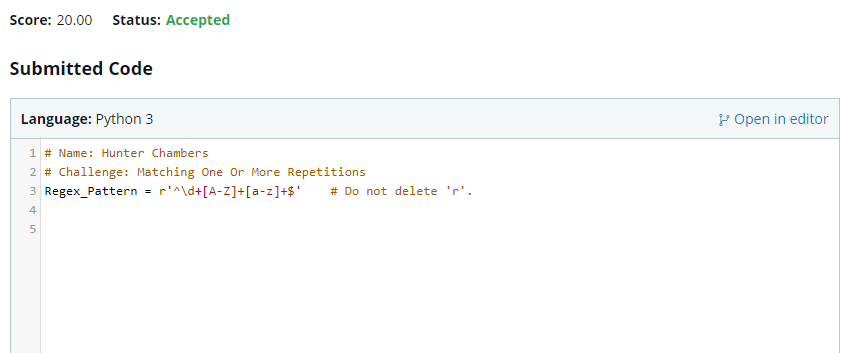 Score: 20.00 Status: Accepted
Submitted Code
Language: Python 3 Open in editor
1 # Name: Hunter Chambers
2 # Challenge: Matching One Or More Repetitions
3 Regex_Pattern = r'^\d+[A-Z]+[a-z]+$'    # Do not delete 'r'.
4
5